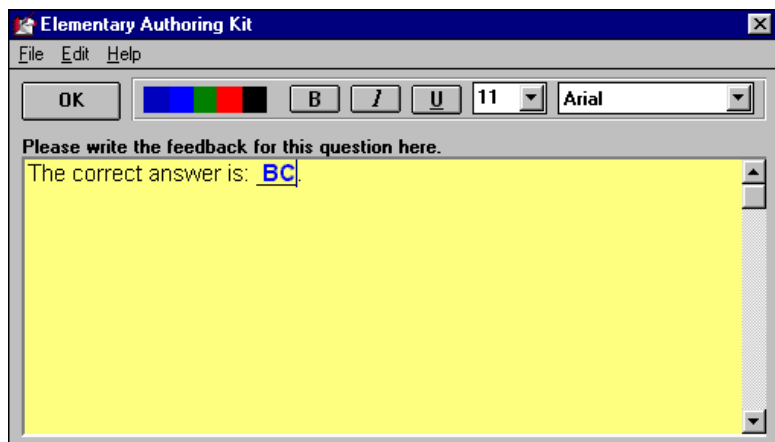 Elementary Authoring Kit
File Edit Help
OK B I U 11 Arial
Please write the feedback for this question here.
The correct answer is: BC.